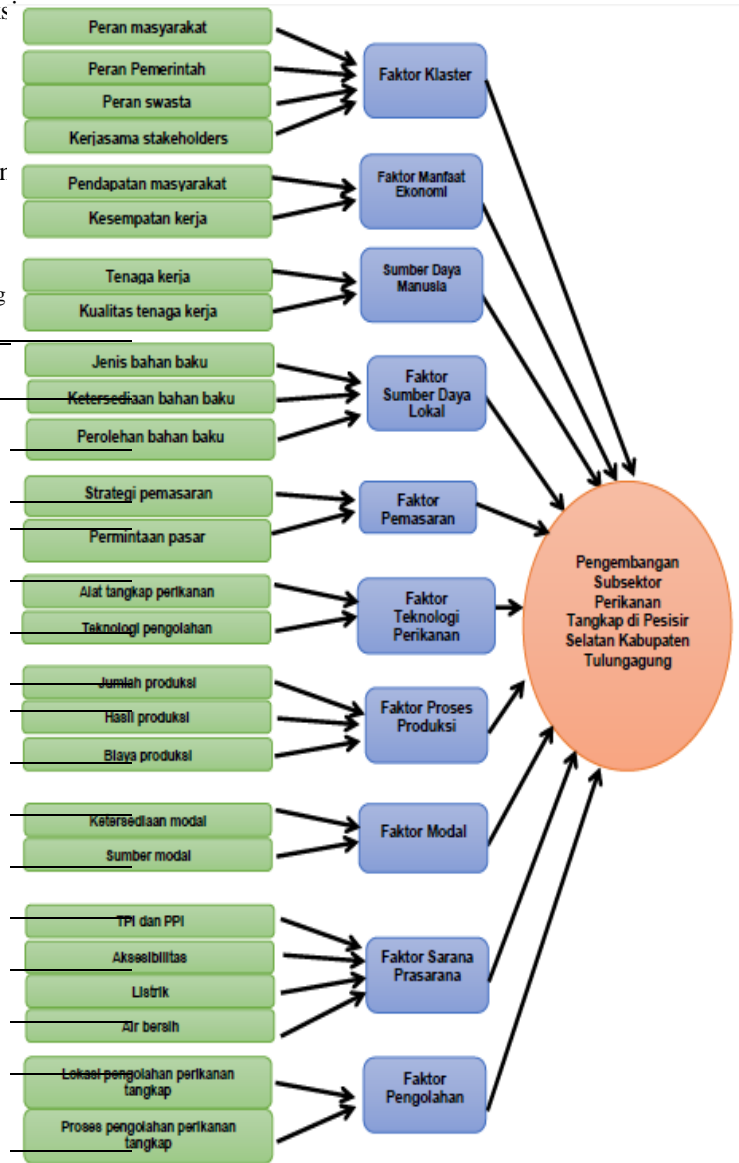 Peran masyarakat
Peran Pemerintah
Peran swasta
Kerjasama stakeholders
Faktor Klaster
Pendapatan masyarakat
Kesempatan kerja
Faktor Manfaat
Ekonomi
Tenaga kerja
Kualitas tenaga kerja
Sumber Daya
Manusia
Jenis bahan baku
Ketersediaan bahan baku
Perolehan bahan baku
Faktor
Sumber Daya
Lokal
Strategi pemasaran
Permintaan pasar
Faktor
Pemasaran
Alat tangkap perikanan
Teknologi pengolahan
Faktor
Teknologi
Perikanan
Jumlah produksi
Hasil produksi
Biaya produksi
Faktor Proses
Produksi
Ketersediaan modal
Sumber modal
Faktor Modal
TPI dan PPI
Aksesibilitas
Listrik
Air bersih
Faktor Sarana
Prasarana
Lokasi pengolahan perikanan
tangkap
Proses pengolahan perikanan
tangkap
Faktor
Pengolahan
Pengembangan
Subsektor
Perikanan
Tangkap di Pesisir
Selatan Kabupaten
Tulungagung